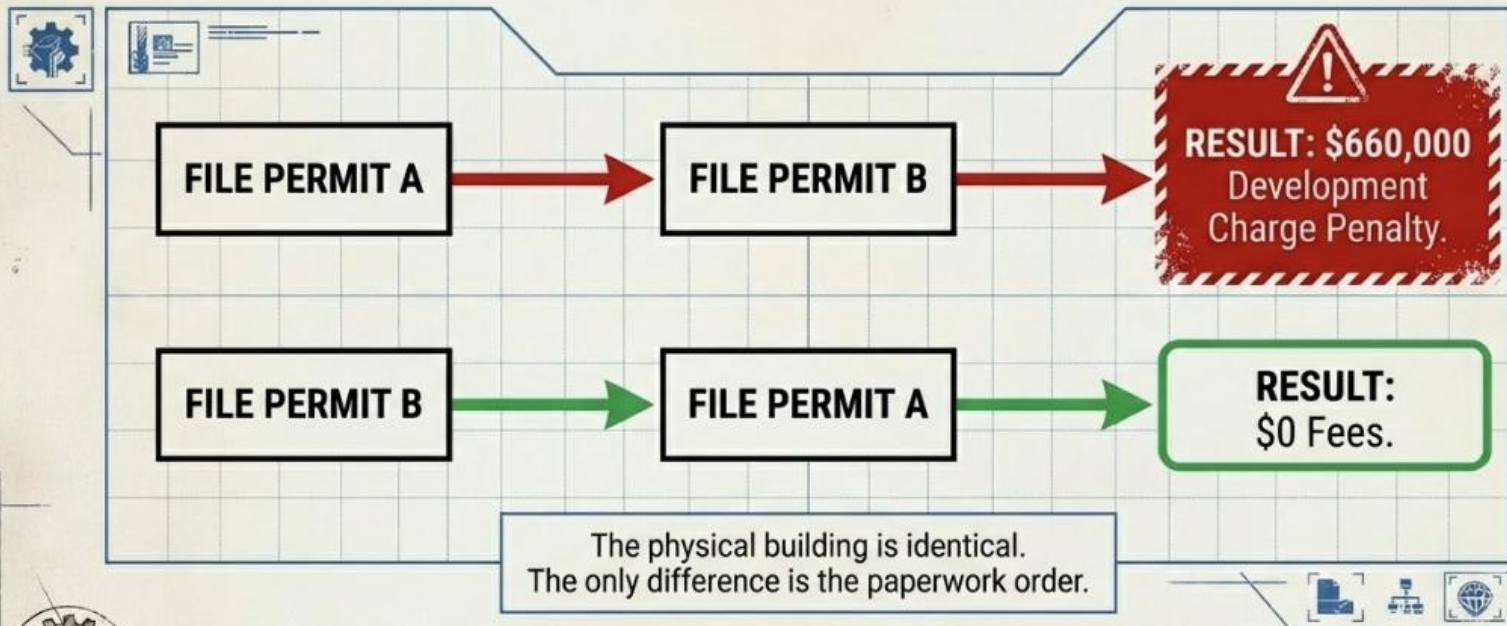 FILE PERMIT A
FILE PERMIT B
RESULT: $660,000
Development
Charge Penalty.
FILE PERMIT B
FILE PERMIT A
RESULT:
$0 Fees.
The physical building is identical.
The only difference is the paperwork order.